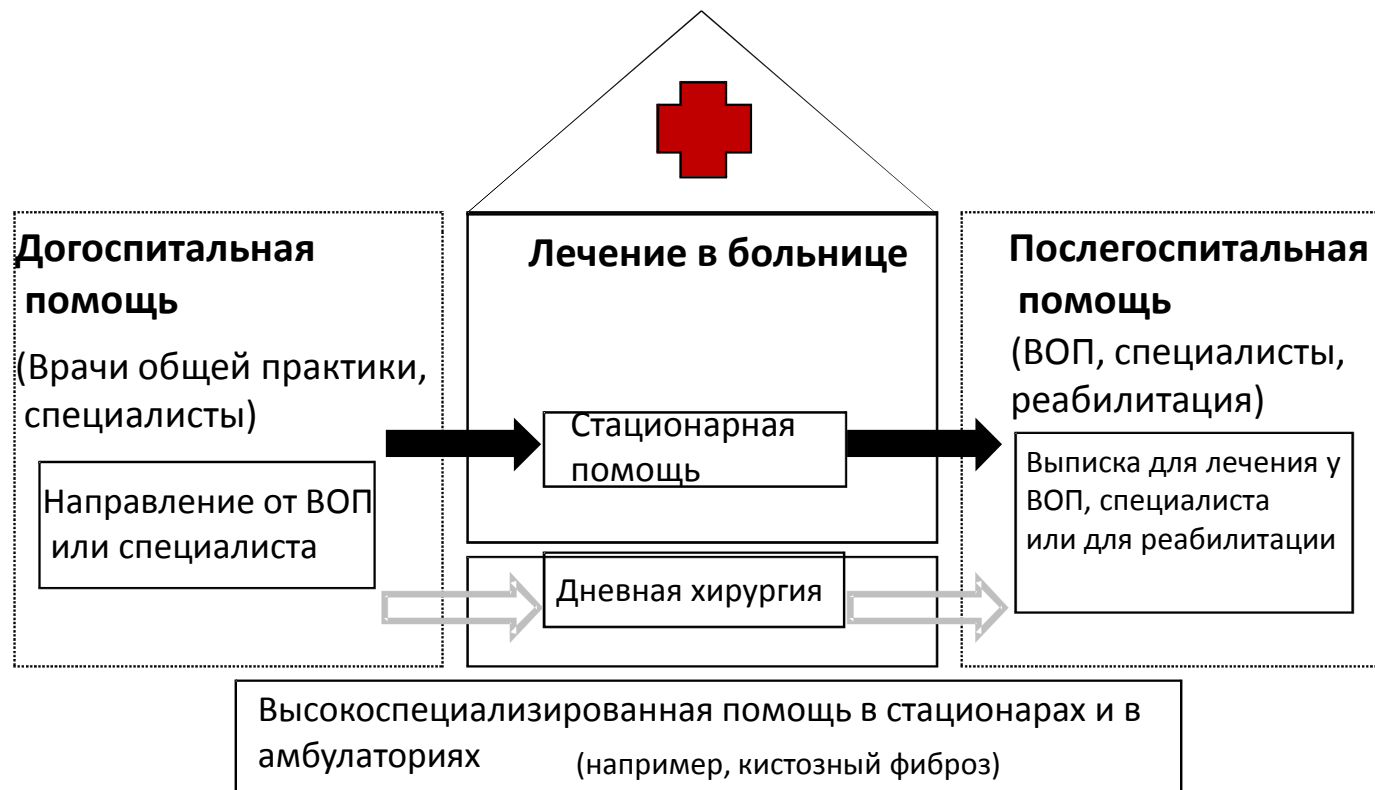 Догоспитальная
помощь
(Врачи общей практики,
специалисты)
Направление от ВОП
или специалиста
Лечение в больнице
Стационарная
помощь
Дневная хирургия
Послегоспитальная
помощь
(ВОП, специалисты,
реабилитация)
Выписка для лечения у
ВОП, специалиста
или для реабилитации
Высокоспециализированная помощь в стационарах и в
амбулаториях (например, кистозный фиброз)